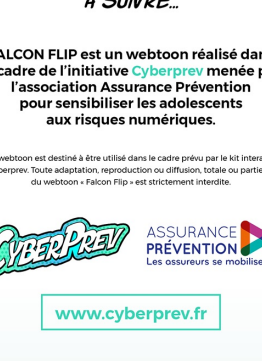 À SUIVRE...
ALCON FLIP est un webtoon réalisé dan
cadre de l'initiative Cyberprev menée p
l'association Assurance Prévention
pour sensibiliser les adolescents
aux risques numériques.
webtoon est destiné à être utilisé dans le cadre prévu par le kit intera
berprev. Toute adaptation, reproduction ou diffusion, totale ou partie
du webtoon « Falcon Flip » est strictement interdite.
CYBERPREV
ASSURANCE
PRÉVENTION
Les assureurs se mobilise
www.cyberprev.fr